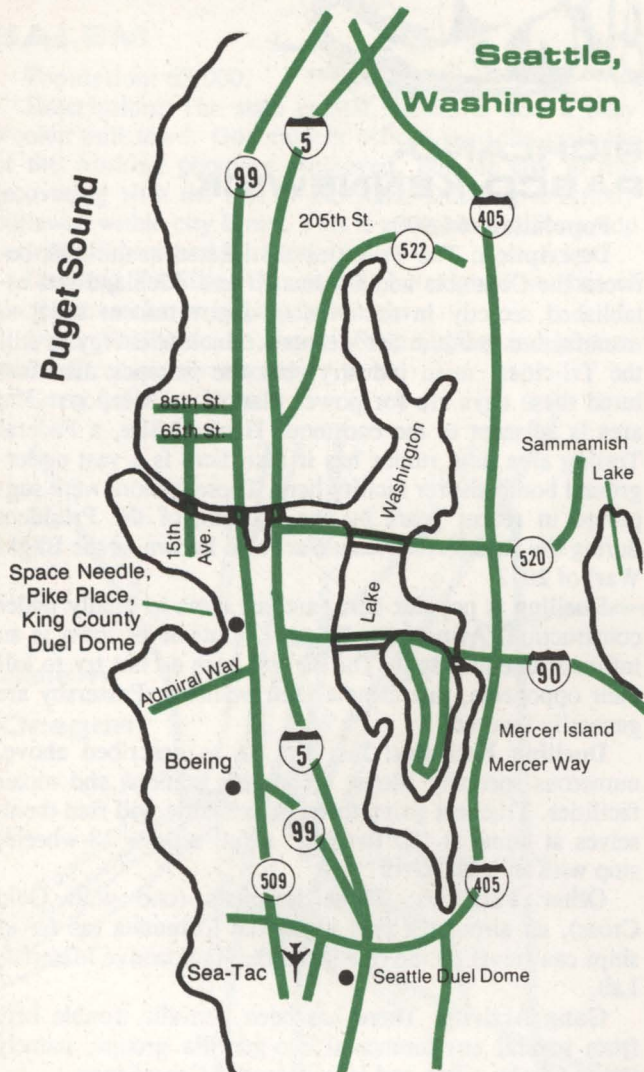 Seattle,
Washington
Puget Sound
5
99
405
205th St.
522
85th St.
65th St.
15th
Ave.
Washington
Lake
Sammamish
Lake
520
Space Needle,
Pike Place,
King County
Duel Dome
Admiral Way
90
Mercer Island
Mercer Way
5
Boeing
99
509
405
Sea-Tac
Seattle Duel Dome